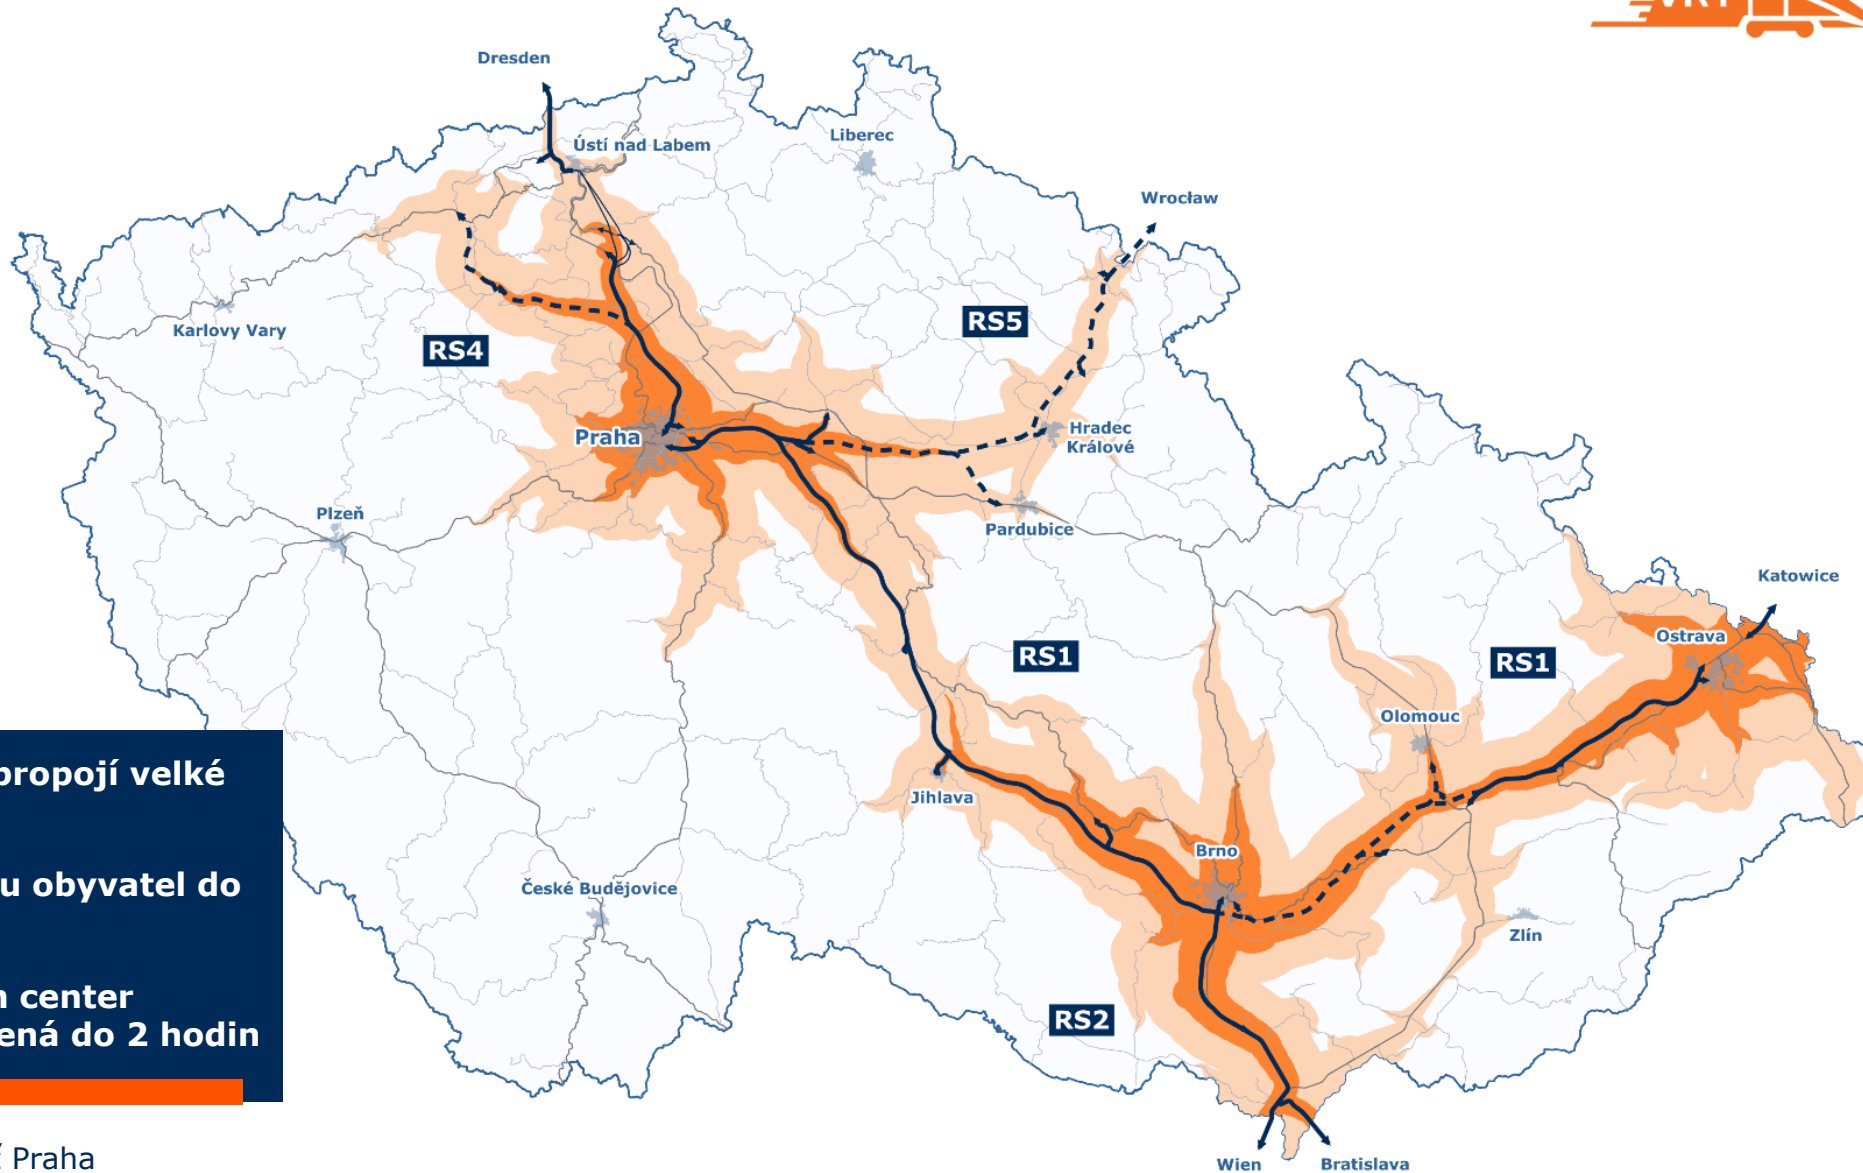 VRT
Dresden
Ústí nad Labem
Liberec
Wrocław
Karlovy Vary
RS4
RS5
Praha
Hradec
Králové
Plzeň
Pardubice
Katowice
Ostrava
RS1
RS1
Olomouc
Jihlava
Brno
České Budějovice
Zlín
RS2
Wien
Bratislava
propojí velké
u obyvatel do
center
ená do 2 hodin
Praha